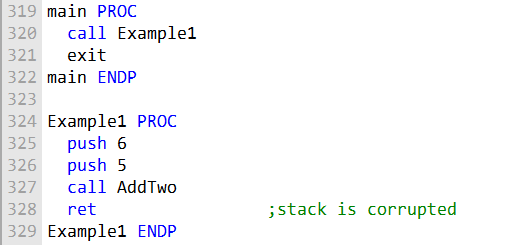 319 main PROC
320   call Example1
321   exit
322 main ENDP
323
324 Example1 PROC
325   push 6
326   push 5
327   call AddTwo
328   ret               ;stack is corrupted
329 Example1 ENDP